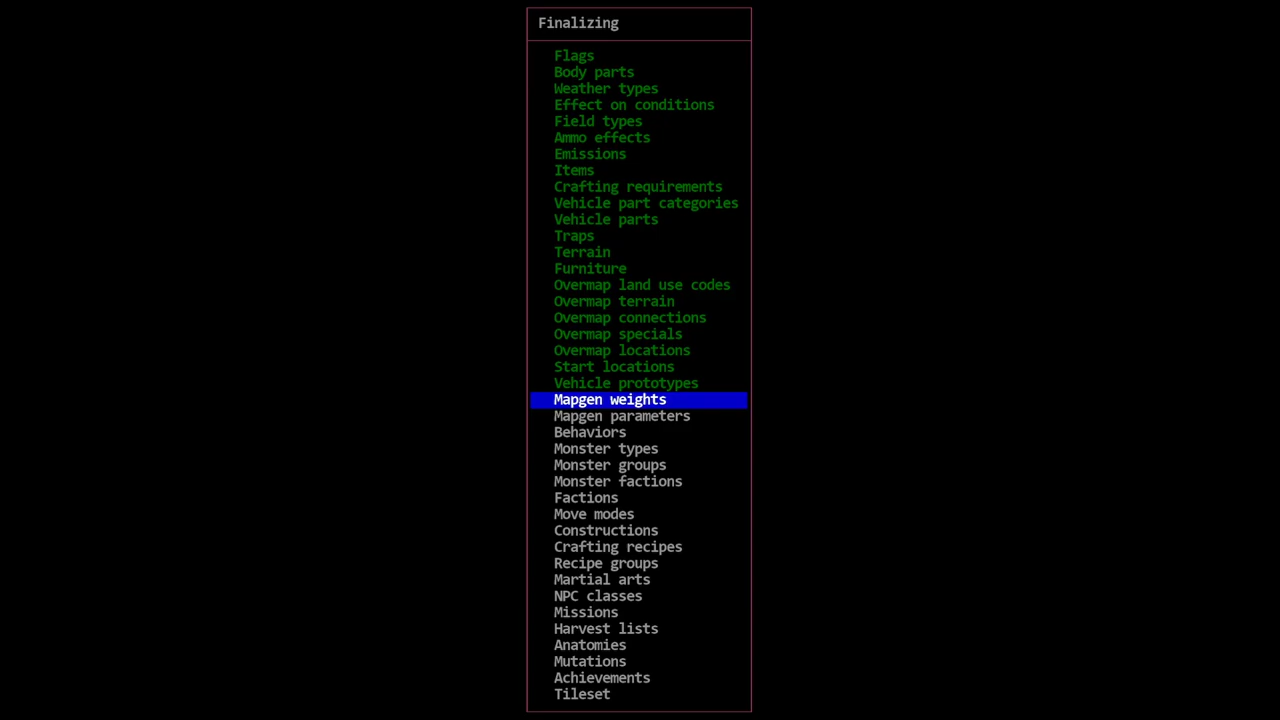 Finalizing
Flags
Body parts
Weather types
Effect on conditions
Field types
Ammo effects
Emissions
Items
Crafting requirements
Vehicle part categories
Vehicle parts
Traps
Terrain
Furniture
Overmap land use codes
Overmap terrain
Overmap connections
Overmap specials
Overmap locations
Start locations
Vehicle prototypes
Mapgen weights
Mapgen parameters
Behaviors
Monster types
Monster groups
Monster factions
Factions
Move modes
Constructions
Crafting recipes
Recipe groups
Martial arts
NPC classes
Missions
Harvest lists
Anatomies
Mutations
Achievements
Tileset